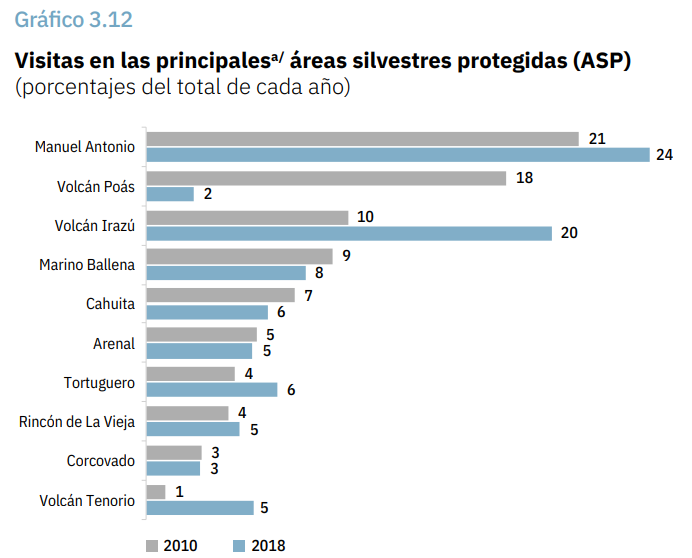 Gráfico 3.12
Visitas en las principalesa/ áreas silvestres protegidas (ASP)
(porcentajes del total de cada año)
Manuel Antonio
21
24
Volcán Poás
18
2
Volcán Irazú
10
20
Marino Ballena
9
8
Cahuita
7
6
Arenal
5
5
Tortuguero
4
6
Rincón de La Vieja
4
5
Corcovado
3
3
Volcán Tenorio
1
5
2010 2018